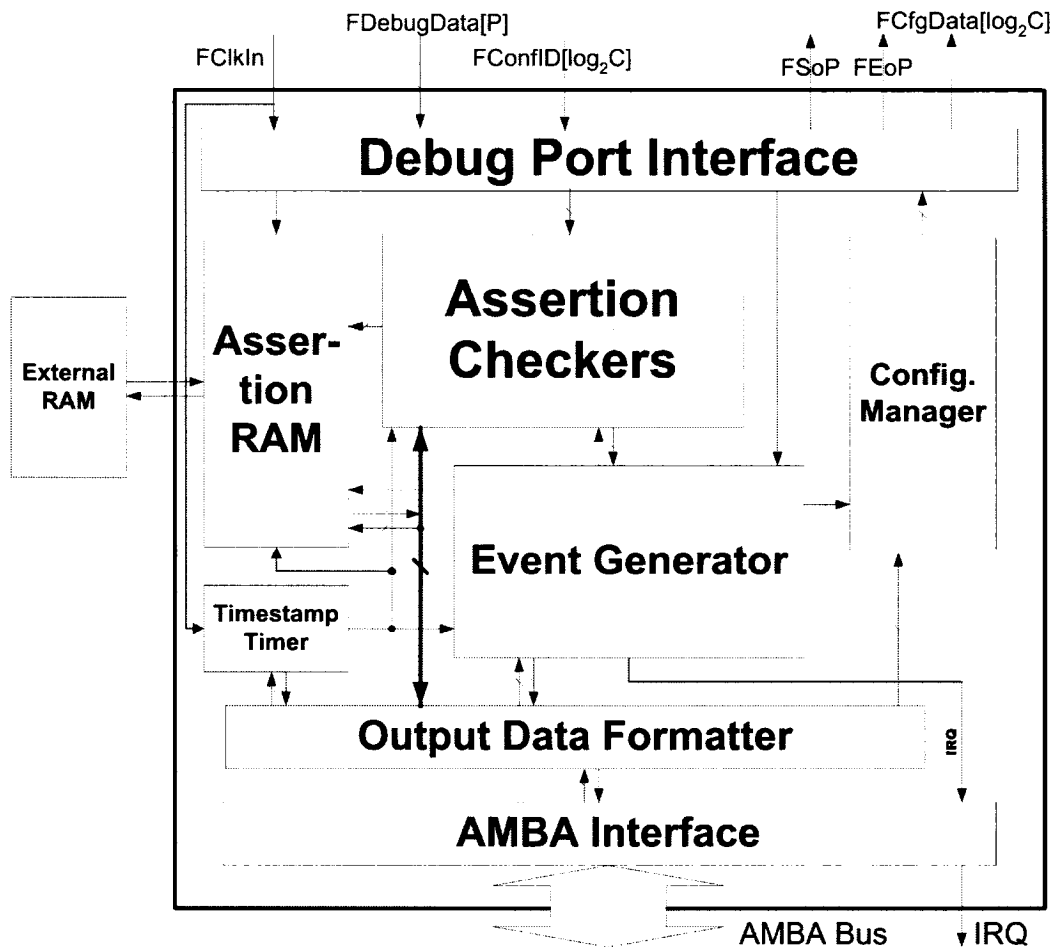 FDebugData[P]
FCfgData[log₂C]
FClkIn
FConfID[log₂C]
FSoP
FEoP
Debug Port Interface
Assertion
Checkers
Asser-
tion
RAM
External
RAM
Config.
Manager
Event Generator
Timestamp
Timer
Output Data Formatter
IRQ
AMBA Interface
AMBA Bus
IRQ